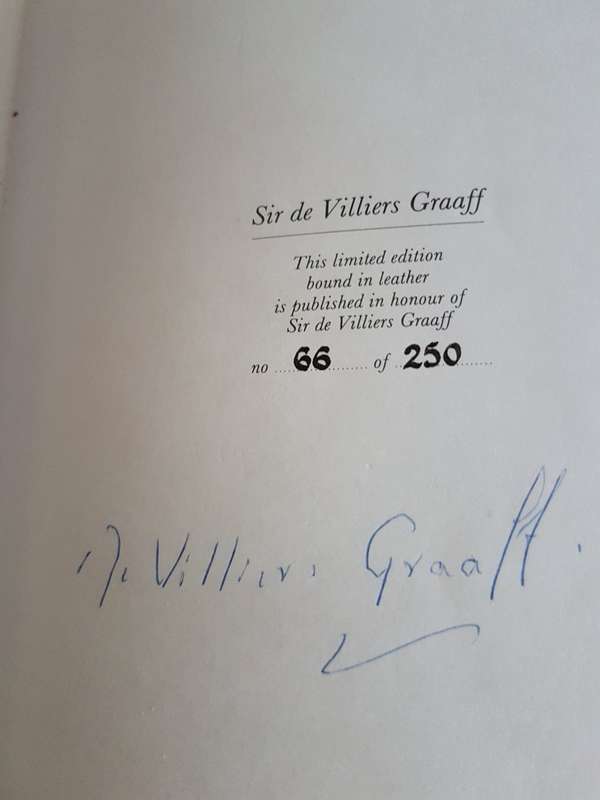 Sir de Villiers Graaff
This limited edition
bound in leather
is published in honour of
Sir de Villiers Graaff
no ..... 66 ......... of .. 250 .......
De Villiers Graaff.